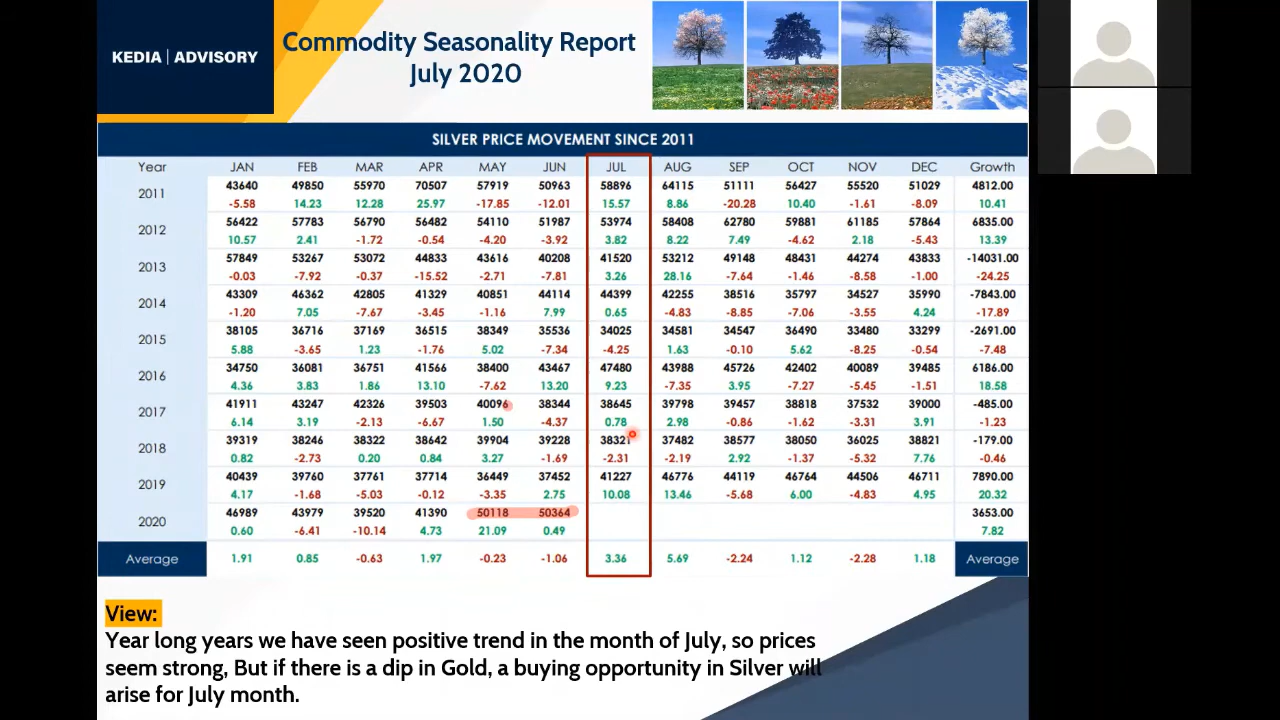 KEDIA | ADVISORY
Commodity Seasonality Report
July 2020
SILVER PRICE MOVEMENT SINCE 2011
Year JAN FEB MAR APR MAY JUN JUL AUG SEP OCT NOV DEC Growth
2011 43640 49850 55970 70507 57919 50963 58896 64115 51111 56427 55520 51029 4812.00
-5.58 14.23 12.28 25.97 -17.85 -12.01 15.57 8.86 -20.28 10.40 -1.61 -8.09 10.41
2012 56422 57783 56790 56482 54110 51987 53974 58408 62780 59881 61185 57864 6835.00
10.57 2.41 -1.72 -0.54 -4.20 -3.92 3.82 8.22 7.49 -4.62 2.18 -5.43 13.39
2013 57849 53267 53072 44833 43616 40208 41520 53212 49148 48431 44274 43833 -14031.00
-0.03 -7.92 -0.37 -15.52 -2.71 -7.81 3.26 28.16 -7.64 -1.46 -8.58 -1.00 -24.25
2014 43309 46362 42805 41329 40851 44114 44399 42255 38516 35797 34527 35990 -7843.00
-1.20 7.05 -7.67 -3.45 -1.16 7.99 0.65 -4.83 -8.85 -7.06 -3.55 4.24 -17.89
2015 38105 36716 37169 36515 38349 35536 34025 34581 34547 36490 33480 33299 -2691.00
5.88 -3.65 1.23 -1.76 5.02 -7.34 -4.25 1.63 -0.10 5.62 -8.25 -0.54 -7.48
2016 34750 36081 36751 41566 38400 43467 47480 43988 45726 42402 40089 39485 6186.00
4.36 3.83 1.86 13.10 -7.62 13.20 9.23 -7.35 3.95 -7.27 -5.45 -1.51 18.58
2017 41911 43247 42326 39503 40096 38344 38645 39798 39457 38818 37532 39000 -485.00
6.14 3.19 -2.13 -6.67 1.50 -4.37 0.78 2.98 -0.86 -1.62 -3.31 3.91 -1.23
2018 39319 38246 38322 38642 39904 39228 38321 37482 38577 38050 36025 38821 -179.00
0.82 -2.73 0.20 0.84 3.27 -1.69 -2.31 -2.19 2.92 -1.37 -5.32 7.76 -0.46
2019 40439 39760 37761 37714 36449 37452 41227 46776 44119 46764 44506 46711 7890.00
4.17 -1.68 -5.03 -0.12 -3.35 2.75 10.08 13.46 -5.68 6.00 -4.83 4.95 20.32
2020 46989 43979 39520 41390 50118 50364 3653.00
0.60 -6.41 -10.14 4.73 21.09 0.49 7.82
Average 1.91 0.85 -0.63 1.97 -0.23 -1.06 3.36 5.69 -2.24 1.12 -2.28 1.18 Average
View:
Year long years we have seen positive trend in the month of July, so prices
seem strong, But if there is a dip in Gold, a buying opportunity in Silver will
arise for July month.